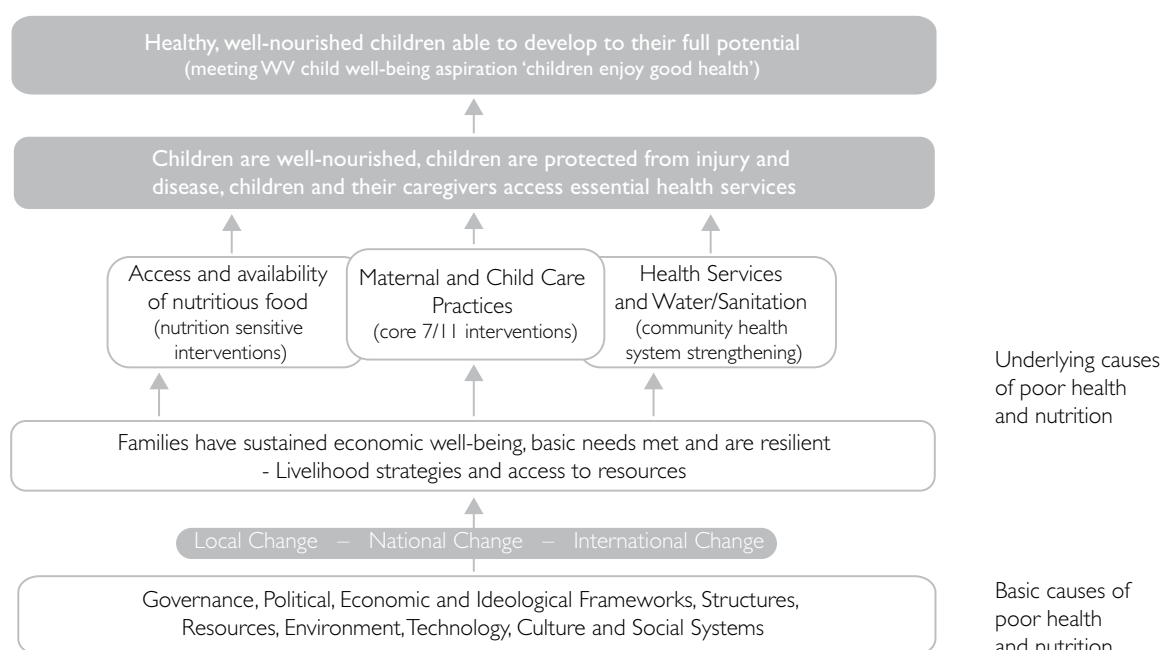 Healthy, well-nourished children able to develop to their full potential
(meeting WV child well-being aspiration ‘children enjoy good health’)
Children are well-nourished, children are protected from injury and
disease, children and their caregivers access essential health services
Access and availability
of nutritious food
(nutrition sensitive
interventions)
Maternal and Child Care
Practices
(core 7/11 interventions)
Health Services
and Water/Sanitation
(community health
system strengthening)
Underlying causes
of poor health
and nutrition
Families have sustained economic well-being, basic needs met and are resilient
- Livelihood strategies and access to resources
Local Change – National Change – International Change
Governance, Political, Economic and Ideological Frameworks, Structures,
Resources, Environment, Technology, Culture and Social Systems
Basic causes of
poor health
and nutrition